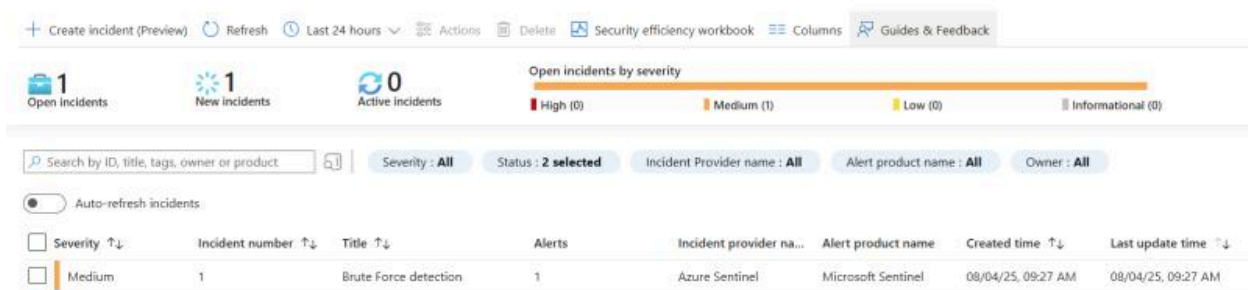 Create incident (Preview) Refresh Last 24 hours Actions Delete Security efficiency workbook Columns Guides & Feedback
1 1 0 Open incidents by severity
Open incidents New incidents Active incidents
High (0) Medium (1) Low (0) Informational (0)
Search by ID, title, tags, owner or product Severity : All Status : 2 selected Incident Provider name : All Alert product name : All Owner : All
Auto-refresh incidents
Severity ↑↓ Incident number ↑↓ Title ↑↓ Alerts Incident provider na... Alert product name Created time ↑↓ Last update time ↑↓
Medium 1 Brute Force detection 1 Azure Sentinel Microsoft Sentinel 08/04/25, 09:27 AM 08/04/25, 09:27 AM